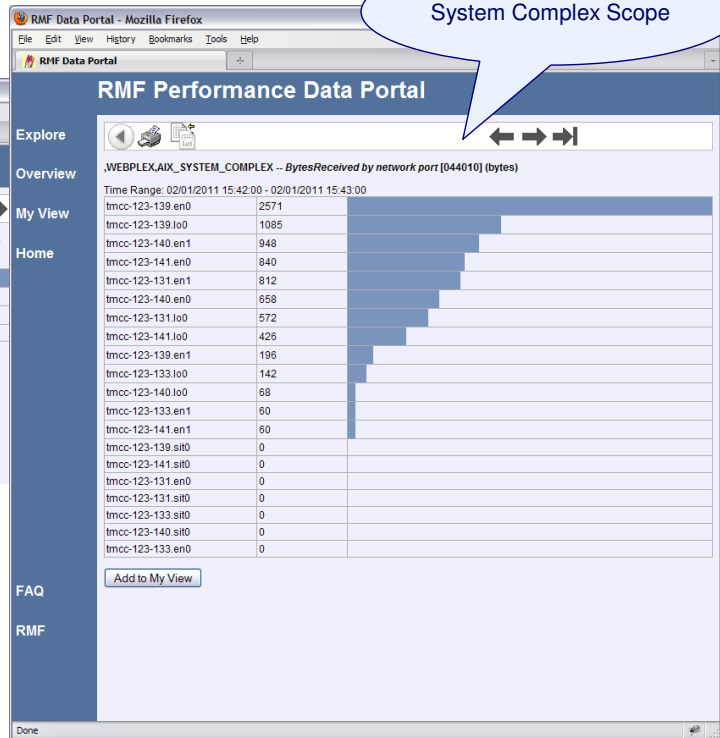 System Complex Scope
RMF Data Portal - Mozilla Firefox
File Edit View History Bookmarks Tools Help
RMF Data Portal
RMF Performance Data Portal
Explore
Overview
My View
Home
FAQ
RMF
,WEBPLEX,AIX_SYSTEM_COMPLEX -- BytesReceived by network port [044010] (bytes)
Time Range: 02/01/2011 15:42:00 - 02/01/2011 15:43:00
tmcc-123-139.en0 2571
tmcc-123-139.lo0 1085
tmcc-123-140.en1 948
tmcc-123-141.en0 840
tmcc-123-131.en1 812
tmcc-123-140.en0 658
tmcc-123-131.lo0 572
tmcc-123-141.lo0 426
tmcc-123-139.en1 196
tmcc-123-133.lo0 142
tmcc-123-140.lo0 68
tmcc-123-133.en1 60
tmcc-123-141.en1 60
tmcc-123-139.sit0 0
tmcc-123-141.sit0 0
tmcc-123-131.en0 0
tmcc-123-131.sit0 0
tmcc-123-133.sit0 0
tmcc-123-140.sit0 0
tmcc-123-133.en0 0
Add to My View
Done